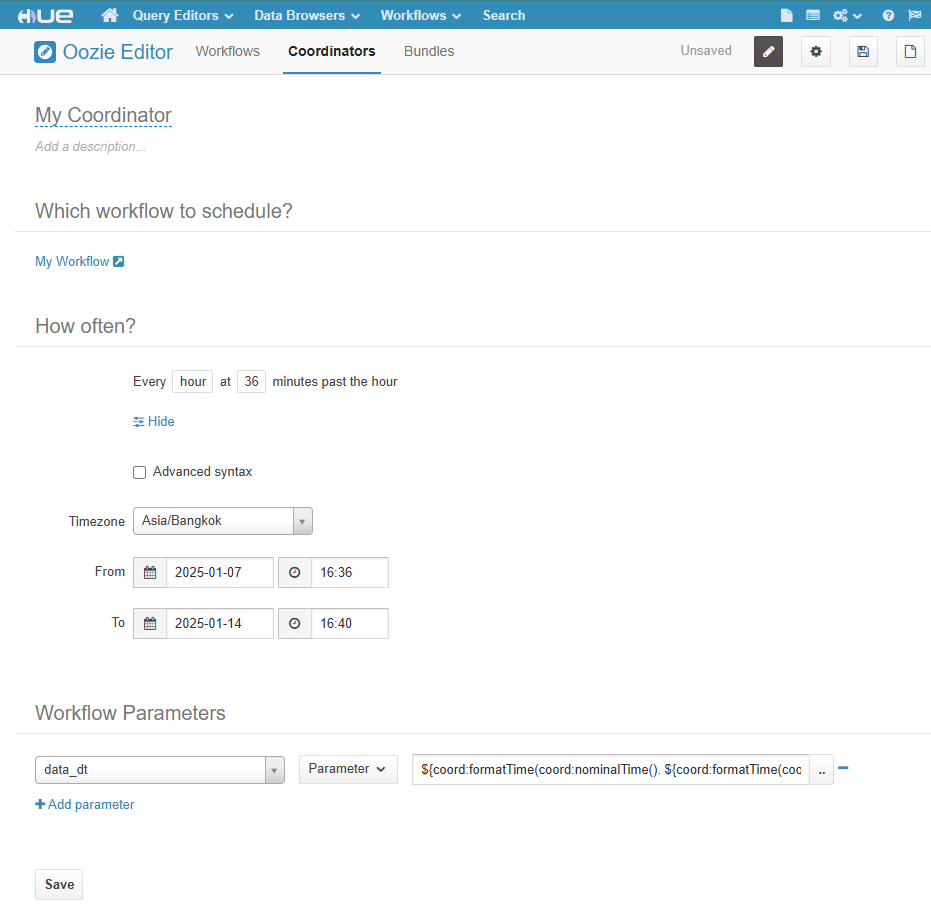 HUE Query Editors Data Browsers Workflows Search
Oozie Editor Workflows Coordinators Bundles Unsaved
My Coordinator
Add a description...
Which workflow to schedule?
My Workflow
How often?
Every hour at 36 minutes past the hour
Hide
Advanced syntax
Timezone Asia/Bangkok
From 2025-01-07 16:36
To 2025-01-14 16:40
Workflow Parameters
data_dt Parameter ${coord:formatTime(coord:nominalTime(). ${coord:formatTime(coo ..
Add parameter
Save